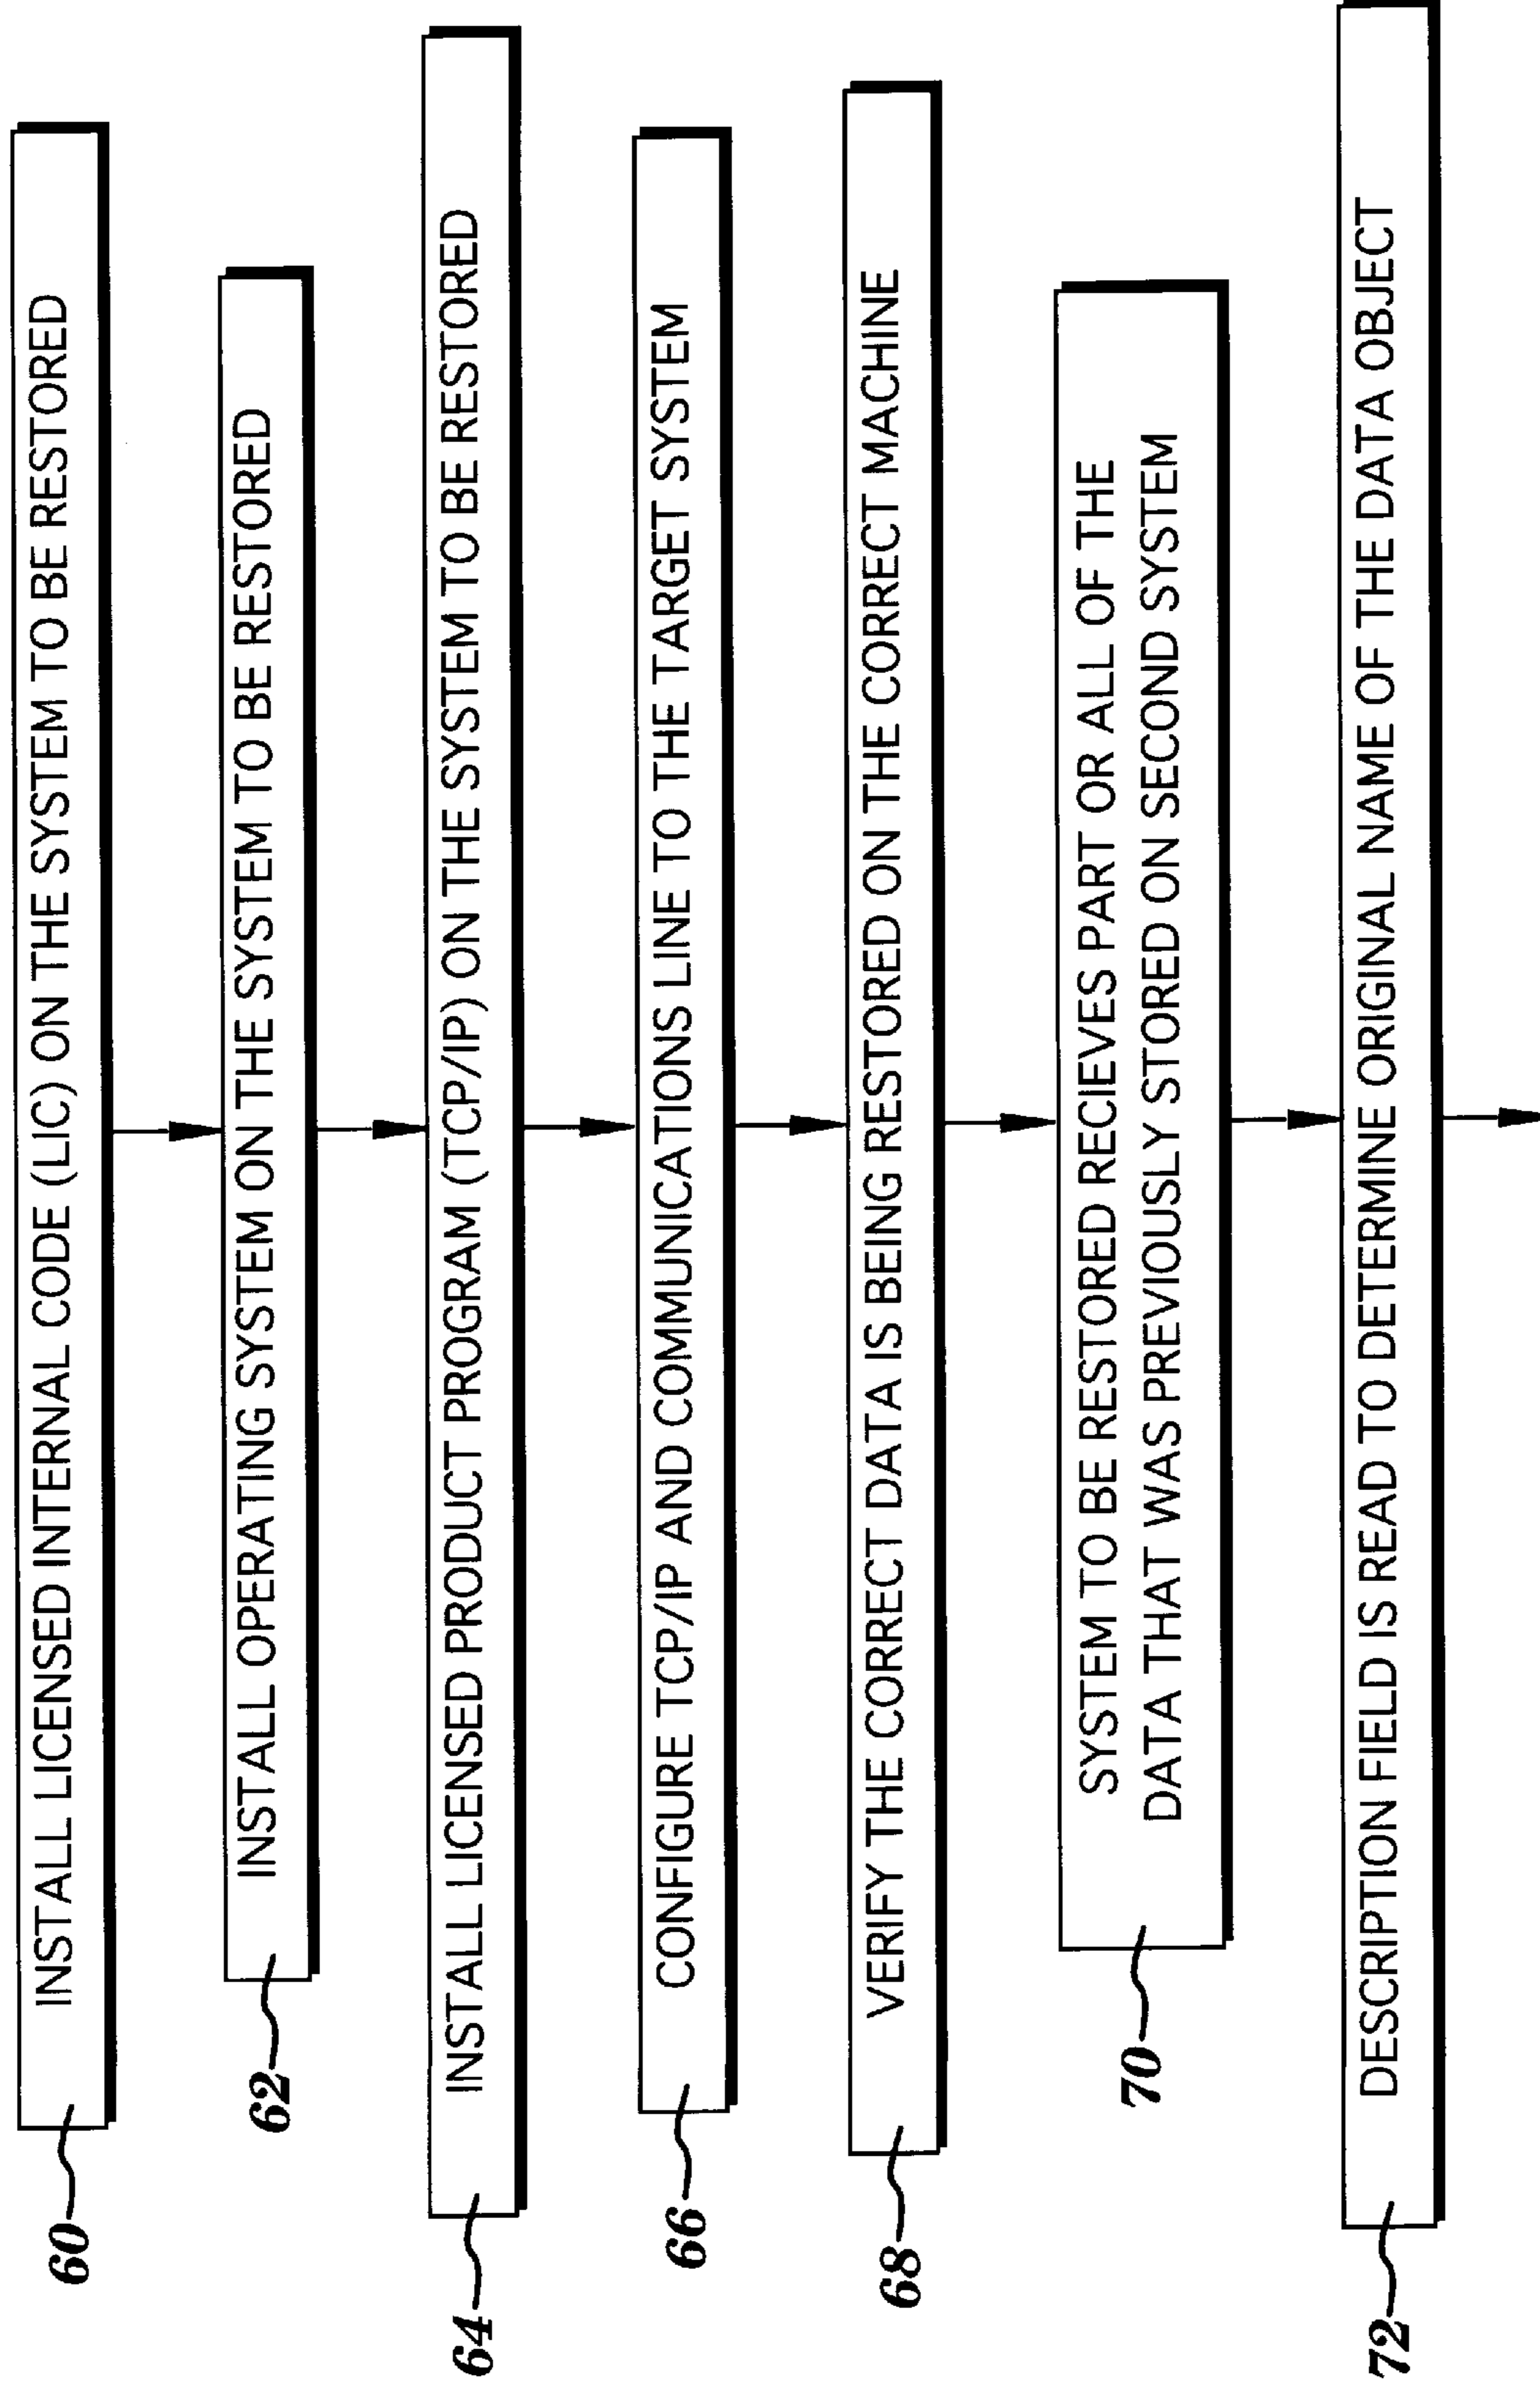 60
INSTALL LICENSED INTERNAL CODE (LIC) ON THE SYSTEM TO BE RESTORED
62
INSTALL OPERATING SYSTEM ON THE SYSTEM TO BE RESTORED
64
INSTALL LICENSED PRODUCT PROGRAM (TCP/IP) ON THE SYSTEM TO BE RESTORED
66
CONFIGURE TCP/IP AND COMMUNICATIONS LINE TO THE TARGET SYSTEM
68
VERIFY THE CORRECT DATA IS BEING RESTORED ON THE CORRECT MACHINE
70
SYSTEM TO BE RESTORED RECIEVES PART OR ALL OF THE
DATA THAT WAS PREVIOUSLY STORED ON SECOND SYSTEM
72
DESCRIPTION FIELD IS READ TO DETERMINE ORIGINAL NAME OF THE DATA OBJECT